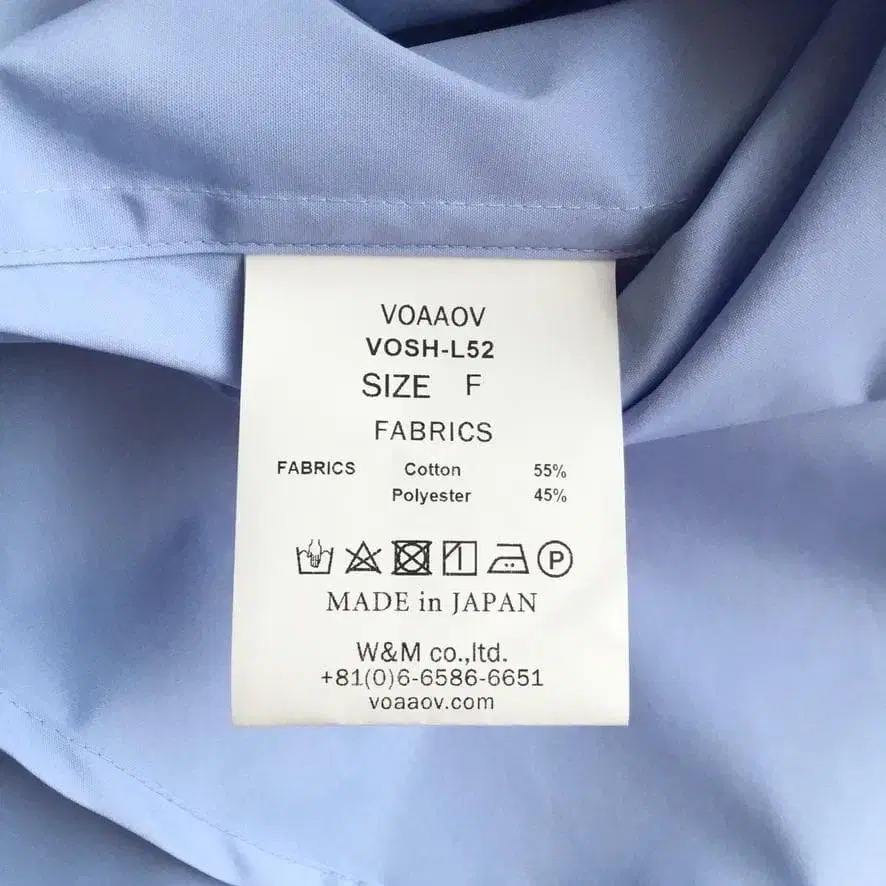 VOAAOV
VOSH-L52
SIZE F
FABRICS
FABRICS Cotton 55%
Polyester 45%
P
MADE in JAPAN
W&M co.,ltd.
+81(0)6-6586-6651
voaaov.com